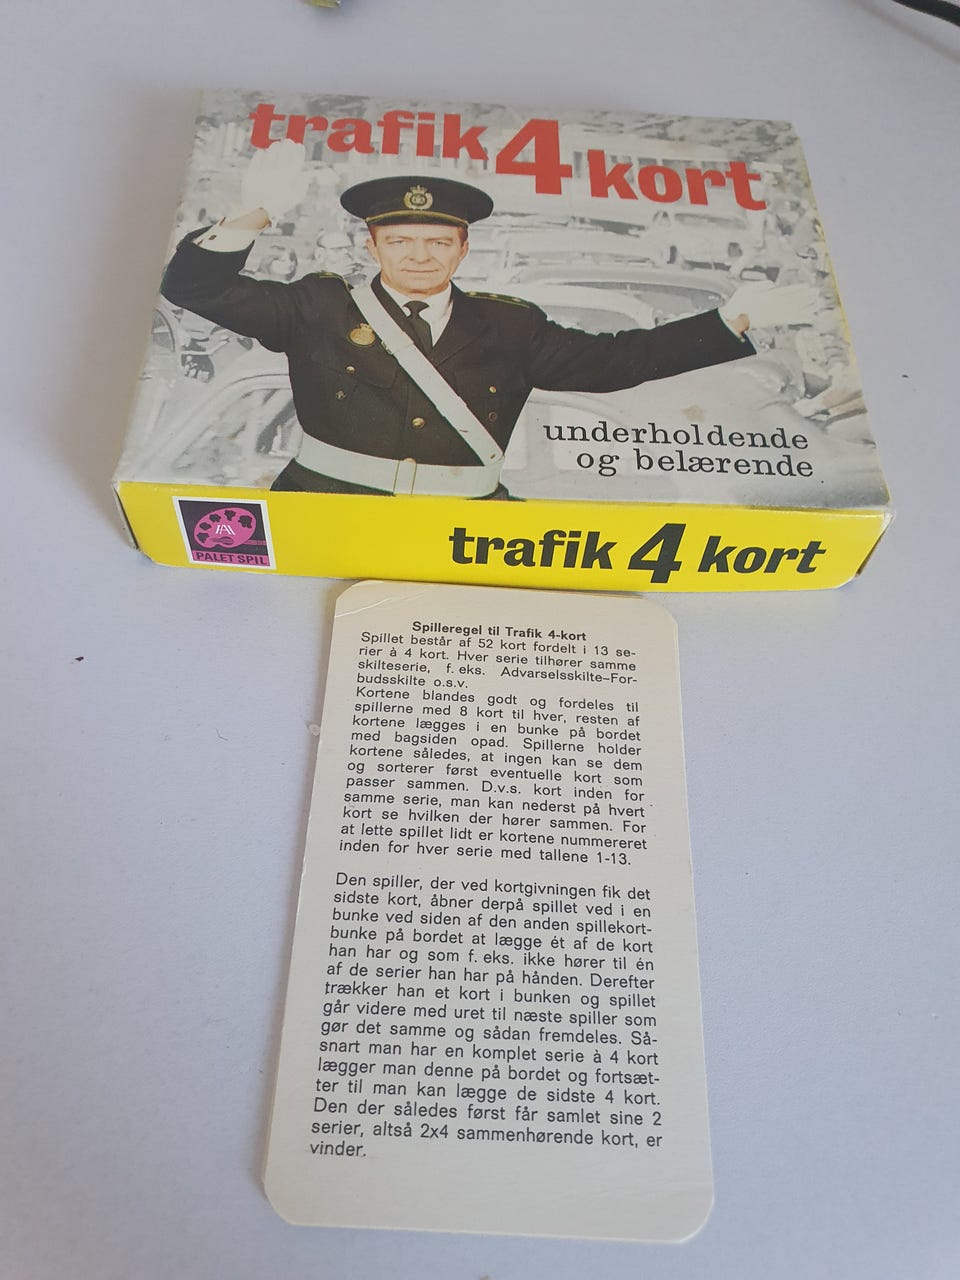 trafik 4 kort
underholdende
og belærende
PALET SPIL
trafik 4 kort
Spilleregel til Trafik 4-kort
Spillet består af 52 kort fordelt i 13 se-
rier à 4 kort. Hver serie tilhører samme
skilteserie, f. eks. Advarselsskilte–For-
budsskilte o.s.v.
Kortene blandes godt og fordeles til
spillerne med 8 kort til hver, resten af
kortene lægges i en bunke på bordet
med bagsiden opad. Spillerne holder
kortene således, at ingen kan se dem
og sorterer først eventuelle kort som
passer sammen. D.v.s. kort inden for
samme serie, man kan nederst på hvert
kort se hvilken der hører sammen. For
at lette spillet lidt er kortene nummereret
inden for hver serie med tallene 1-13.
Den spiller, der ved kortgivningen fik det
sidste kort, åbner derpå spillet ved i en
bunke ved siden af den anden spillekort-
bunke på bordet at lægge ét af de kort
han har og som f. eks. ikke hører til én
af de serier han har på hånden. Derefter
trækker han et kort i bunken og spillet
går videre med uret til næste spiller som
gør det samme og sådan fremdeles. Så-
snart man har en komplet serie à 4 kort
lægger man denne på bordet og fortsæt-
ter til man kan lægge de sidste 4 kort.
Den der således først får samlet sine 2
serier, altså 2x4 sammenhørende kort, er
vinder.